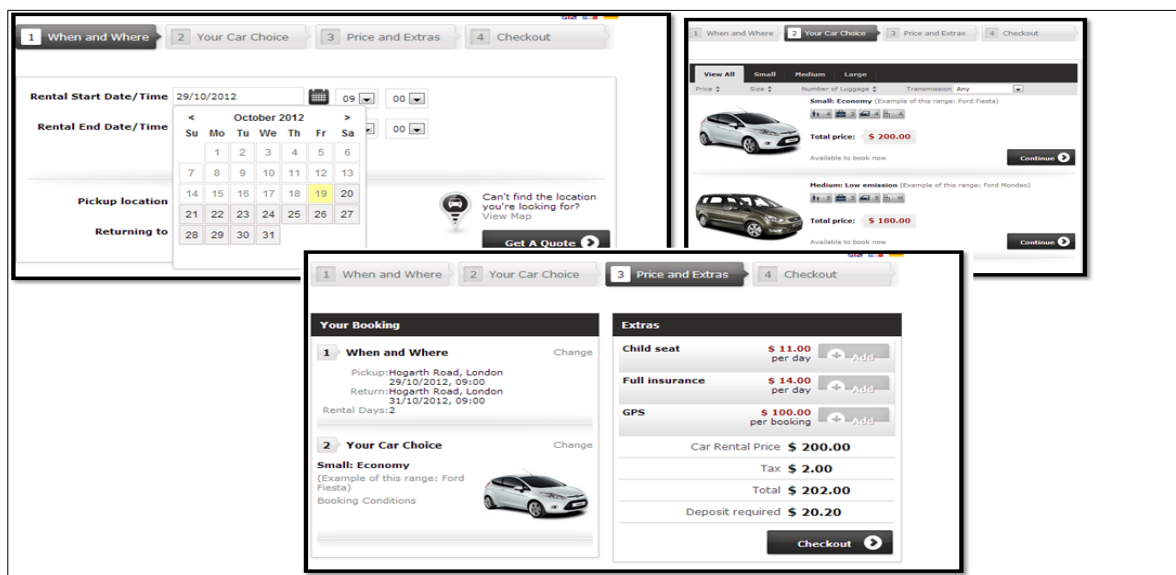 1 When and Where 2 Your Car Choice 3 Price and Extras 4 Checkout
Rental Start Date/Time 29/10/2012 09 00
Rental End Date/Time 00
< October 2012 >
Su Mo Tu We Th Fr Sa
1 2 3 4 5 6
7 8 9 10 11 12 13
14 15 16 17 18 19 20
21 22 23 24 25 26 27
28 29 30 31
Pickup location
Returning to
Can't find the location
you're looking for?
View Map
Get A Quote
1 When and Where 2 Your Car Choice 3 Price and Extras 4 Checkout
View All Small Medium Large
Price Size Number of Luggage Transmission Any
Small: Economy (Example of this range: Ford Fiesta)
4 3 4 A
Total price: $ 200.00
Available to book now Continue
Medium: Low emission (Example of this range: Ford Mondeo)
5 3 5 M
Total price: $ 180.00
Available to book now Continue
1 When and Where 2 Your Car Choice 3 Price and Extras 4 Checkout
Your Booking
1 When and Where Change
Pickup:Hogarth Road, London
29/10/2012, 09:00
Return:Hogarth Road, London
31/10/2012, 09:00
Rental Days:2
2 Your Car Choice Change
Small: Economy
(Example of this range: Ford
Fiesta)
Booking Conditions
Extras
Child seat $ 11.00
per day Add
Full insurance $ 14.00
per day Add
GPS $ 100.00
per booking Add
Car Rental Price $ 200.00
Tax $ 2.00
Total $ 202.00
Deposit required $ 20.20
Checkout